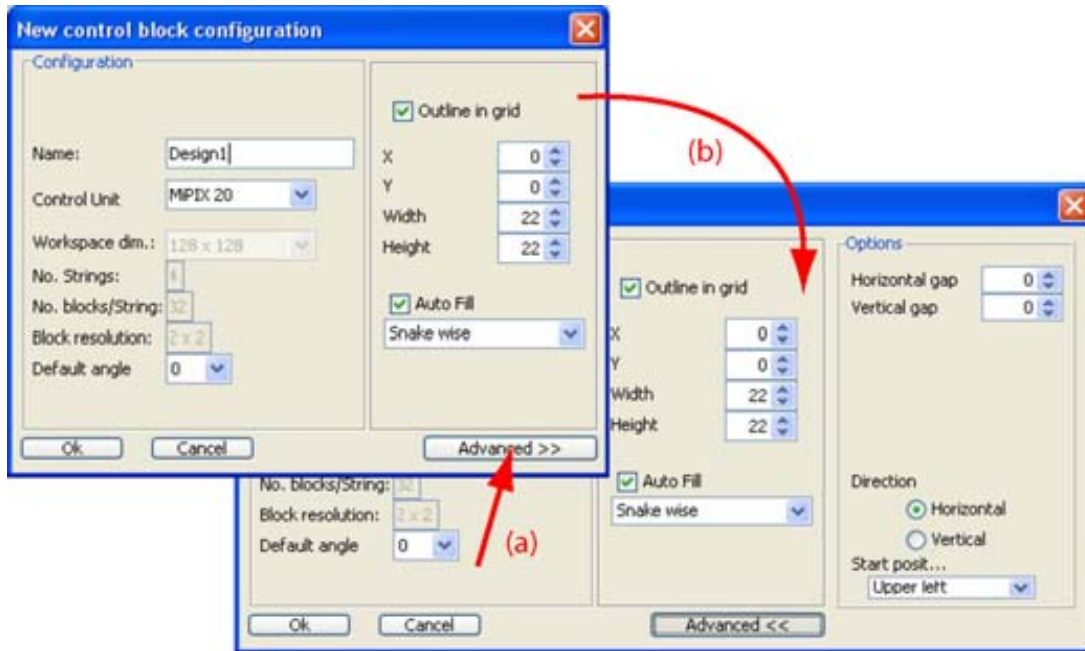 New control block configuration
Configuration
Name: Design1
Control Unit MiPIX 20
Workspace dim.: 128 x 128
No. Strings:
No. blocks/String: 32
Block resolution: 2 x 2
Default angle 0
Outline in grid
X 0
Y 0
Width 22
Height 22
Auto Fill
Snake wise
Ok Cancel Advanced >>
(a)
(b)
No. blocks/String: 32
Block resolution: 2 x 2
Default angle 0
Outline in grid
X 0
Y 0
Width 22
Height 22
Auto Fill
Snake wise
Options
Horizontal gap 0
Vertical gap 0
Direction
Horizontal
Vertical
Start posit...
Upper left
Ok Cancel Advanced <<